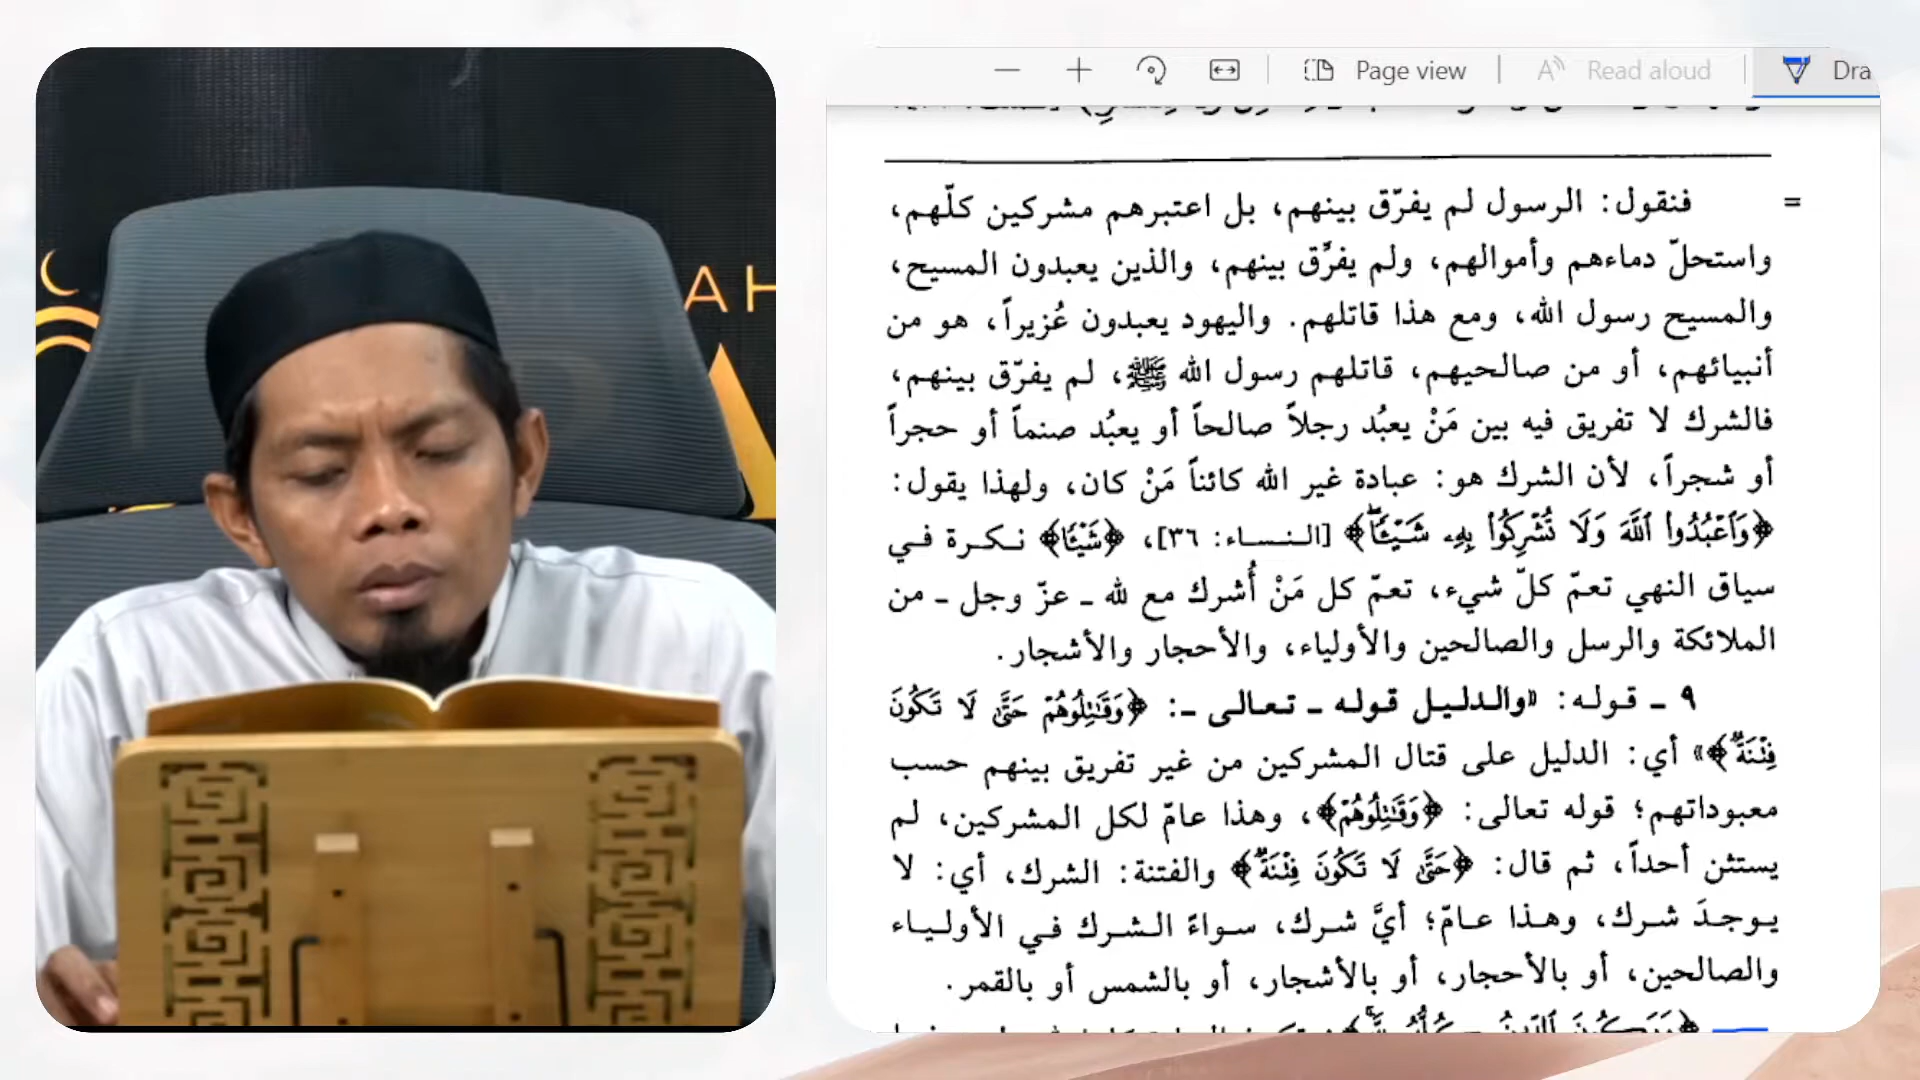 AH
Page view
Read aloud
Dra
= فنقول: الرسول لم يفرّق بينهم، بل اعتبرهم مشركين كلّهم،
واستحلّ دماءهم وأموالهم، ولم يفرِّق بينهم، والذين يعبدون المسيح،
والمسيح رسول الله، ومع هذا قاتلهم. واليهود يعبدون عُزيراً، هو من
أنبيائهم، أو من صالحيهم، قاتلهم رسول الله ﷺ، لم يفرّق بينهم،
فالشرك لا تفريق فيه بين مَنْ يعبُد رجلاً صالحاً أو يعبُد صنماً أو حجراً
أو شجراً، لأن الشرك هو: عبادة غير الله كائناً مَنْ كان، ولهذا يقول:
﴿وَٱعۡبُدُواْ ٱللَّهَ وَلَا تُشۡرِكُواْ بِهِۦ شَيۡـٔٗاۖ﴾ [النساء: ٣٦]، ﴿شَيۡـٔٗا﴾ نكرة في
سياق النهي تعمّ كلّ شيء، تعمّ كل مَنْ أُشرك مع لله ـ عزّ وجل ـ من
الملائكة والرسل والصالحين والأولياء، والأحجار والأشجار.
٩ ـ قوله: «والدليل قوله ـ تعالى ـ: ﴿وَقَٰتِلُوهُمۡ حَتَّىٰ لَا تَكُونَ
فِتۡنَةٞ﴾» أي: الدليل على قتال المشركين من غير تفريق بينهم حسب
معبوداتهم؛ قوله تعالى: ﴿وَقَٰتِلُوهُمۡ﴾، وهذا عامّ لكل المشركين، لم
يستثن أحداً، ثم قال: ﴿حَتَّىٰ لَا تَكُونَ فِتۡنَةٞ﴾ والفتنة: الشرك، أي: لا
يوجدَ شرك، وهذا عامّ؛ أيَّ شرك، سواءً الشرك في الأولياء
والصالحين، أو بالأحجار، أو بالأشجار، أو بالشمس أو بالقمر.